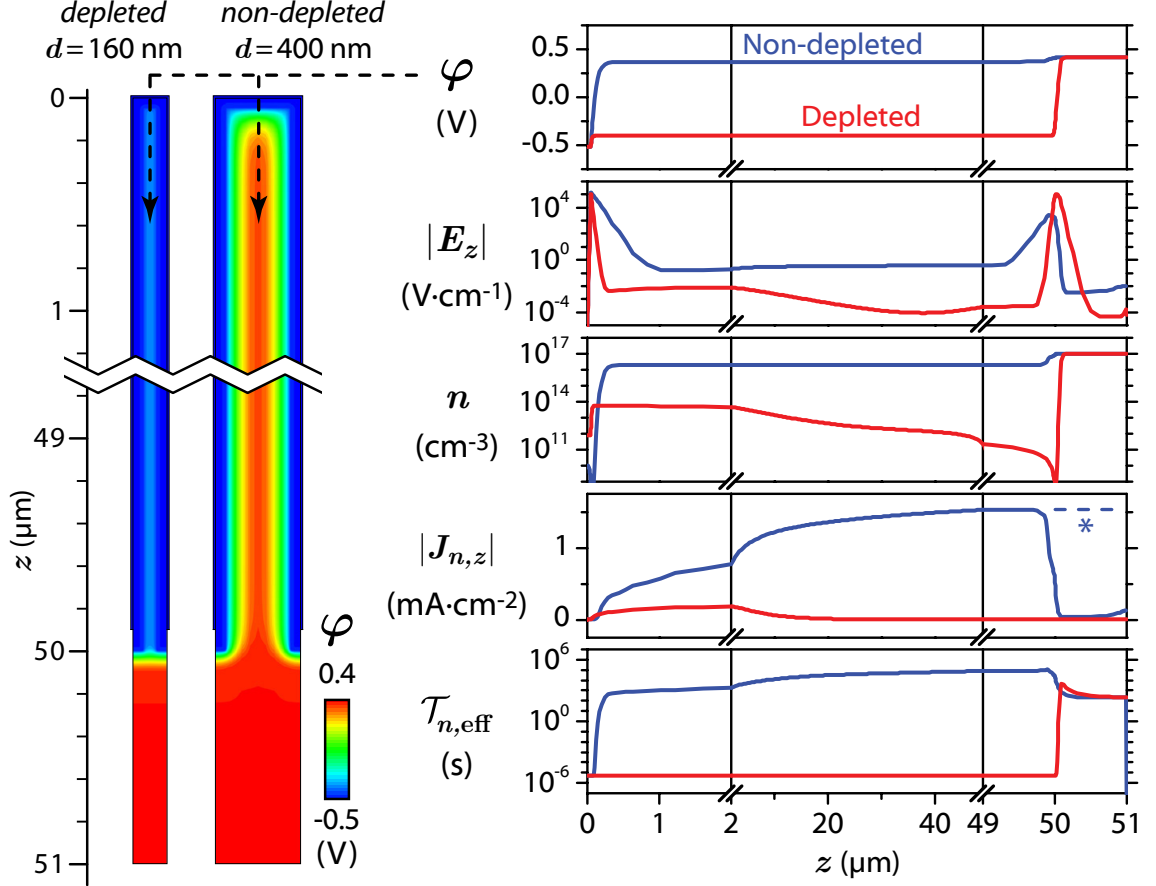 depleted
d = 160 nm
non-depleted
d = 400 nm
0
1
49
50
51
z (μm)
φ
0.4
-0.5
(V)
φ
(V)
0.5
0.0
-0.5
Non-depleted
Depleted
|E_z|
(V·cm-1)
10^4
10^0
10^-4
n
(cm-3)
10^17
10^14
10^11
|J_n,z|
(mA·cm-2)
1
0
*
T_n,eff
(s)
10^6
10^0
10^-6
0 1 2 20 40 49 50 51
z (μm)